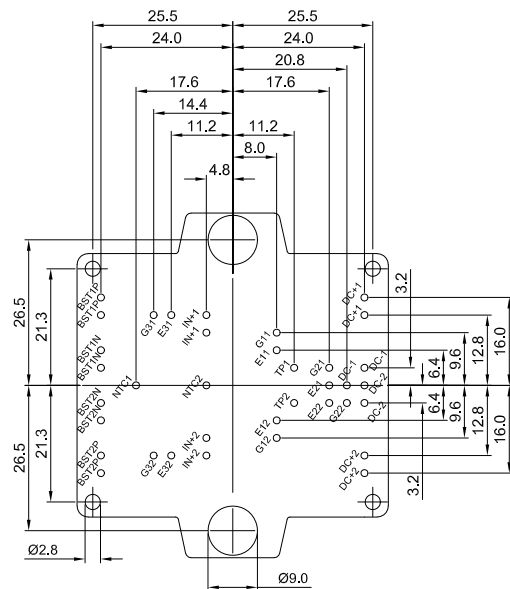 25.5 25.5
24.0 24.0
20.8
17.6 17.6
14.4
11.2 11.2
8.0
4.8
3.2
26.5
21.3
BST1P
BST1P
G31
E31
IN+1
IN+1
DC+1
DC+1
G11
E11
BST1N
BST1N
TP1
G21
DC-1
DC-1
16.0
12.8
9.6
6.4
NTC1
NTC2
E21
DC-2
BST2N
BST2N
TP2
E22
G22
DC-2
E12
G12
6.4
9.6
12.8
16.0
21.3
26.5
IN+2
IN+2
BST2P
BST2P
G32
E32
DC+2
DC+2
3.2
Ø2.8
Ø9.0